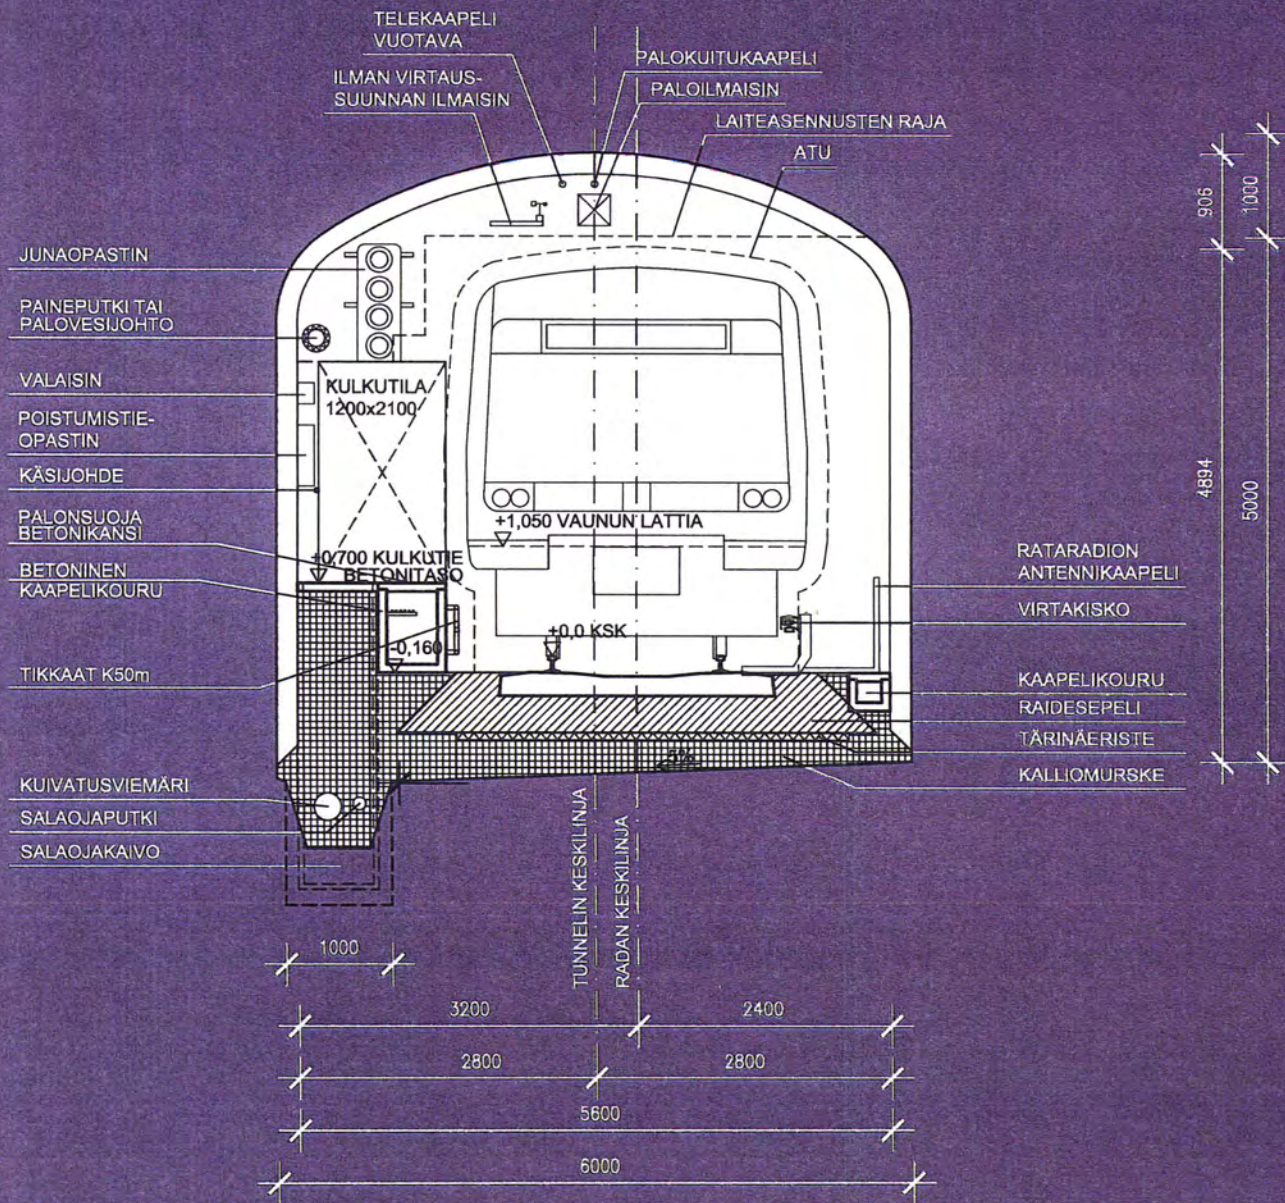 TELEKAAPELI
VUOTAVA
ILMAN VIRTAUS-
SUUNNAN ILMAISIN
PALOKUITUKAAPELI
PALOILMAISIN
LAITEASENNUSTEN RAJA
ATU
JUNAOPASTIN
PAINEPUTKI TAI
PALOVESIJOHTO
VALAISIN
POISTUMISTIE-
OPASTIN
KÄSIJOHDE
PALONSUOJA
BETONIKANSI
BETONINEN
KAAPELIKOURU
TIKKAAT K50m
KUIVATUSVIEMÄRI
SALAOJAPUTKI
SALAOJAKAIVO
KULKUTILA
1200x2100
+1,050 VAUNUN LATTIA
+0,700 KULKUTIE
BETONITASO
+0,0 KSK
-0,160
5%
RATARADION
ANTENNIKAAPELI
VIRTAKISKO
KAAPELIKOURU
RAIDESEPELI
TÄRINÄERISTE
KALLIOMURSKE
906
1000
4894
5000
TUNNELIN KESKILINJA
RADAN KESKILINJA
1000
3200
2400
2800
2800
5600
6000